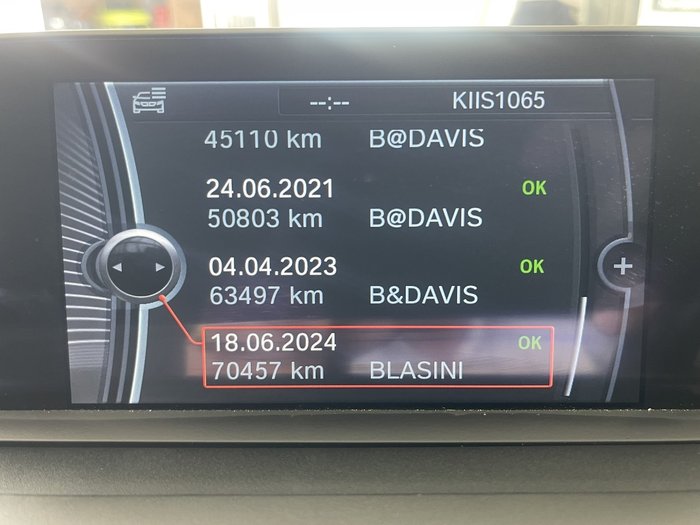 --:-- KIIS1065
45110 km B@DAVIS
24.06.2021 OK
50803 km B@DAVIS
04.04.2023 OK
63497 km B&DAVIS
18.06.2024 OK
70457 km BLASINI